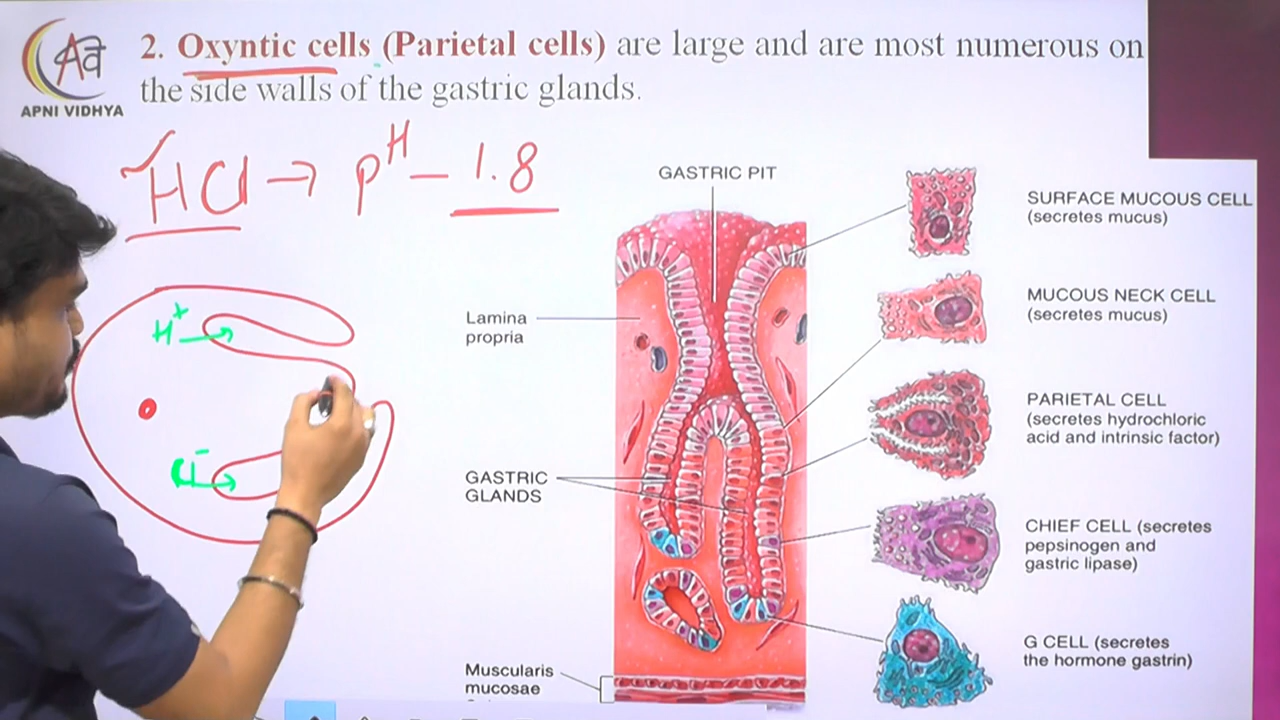 2. Oxyntic cells (Parietal cells) are large and are most numerous on
the side walls of the gastric glands.
Aवि
APNI VIDHYA
HCl → pH – 1.8
H+
Cl-
GASTRIC PIT
Lamina
propria
GASTRIC
GLANDS
Muscularis
mucosae
SURFACE MUCOUS CELL
(secretes mucus)
MUCOUS NECK CELL
(secretes mucus)
PARIETAL CELL
(secretes hydrochloric
acid and intrinsic factor)
CHIEF CELL (secretes
pepsinogen and
gastric lipase)
G CELL (secretes
the hormone gastrin)